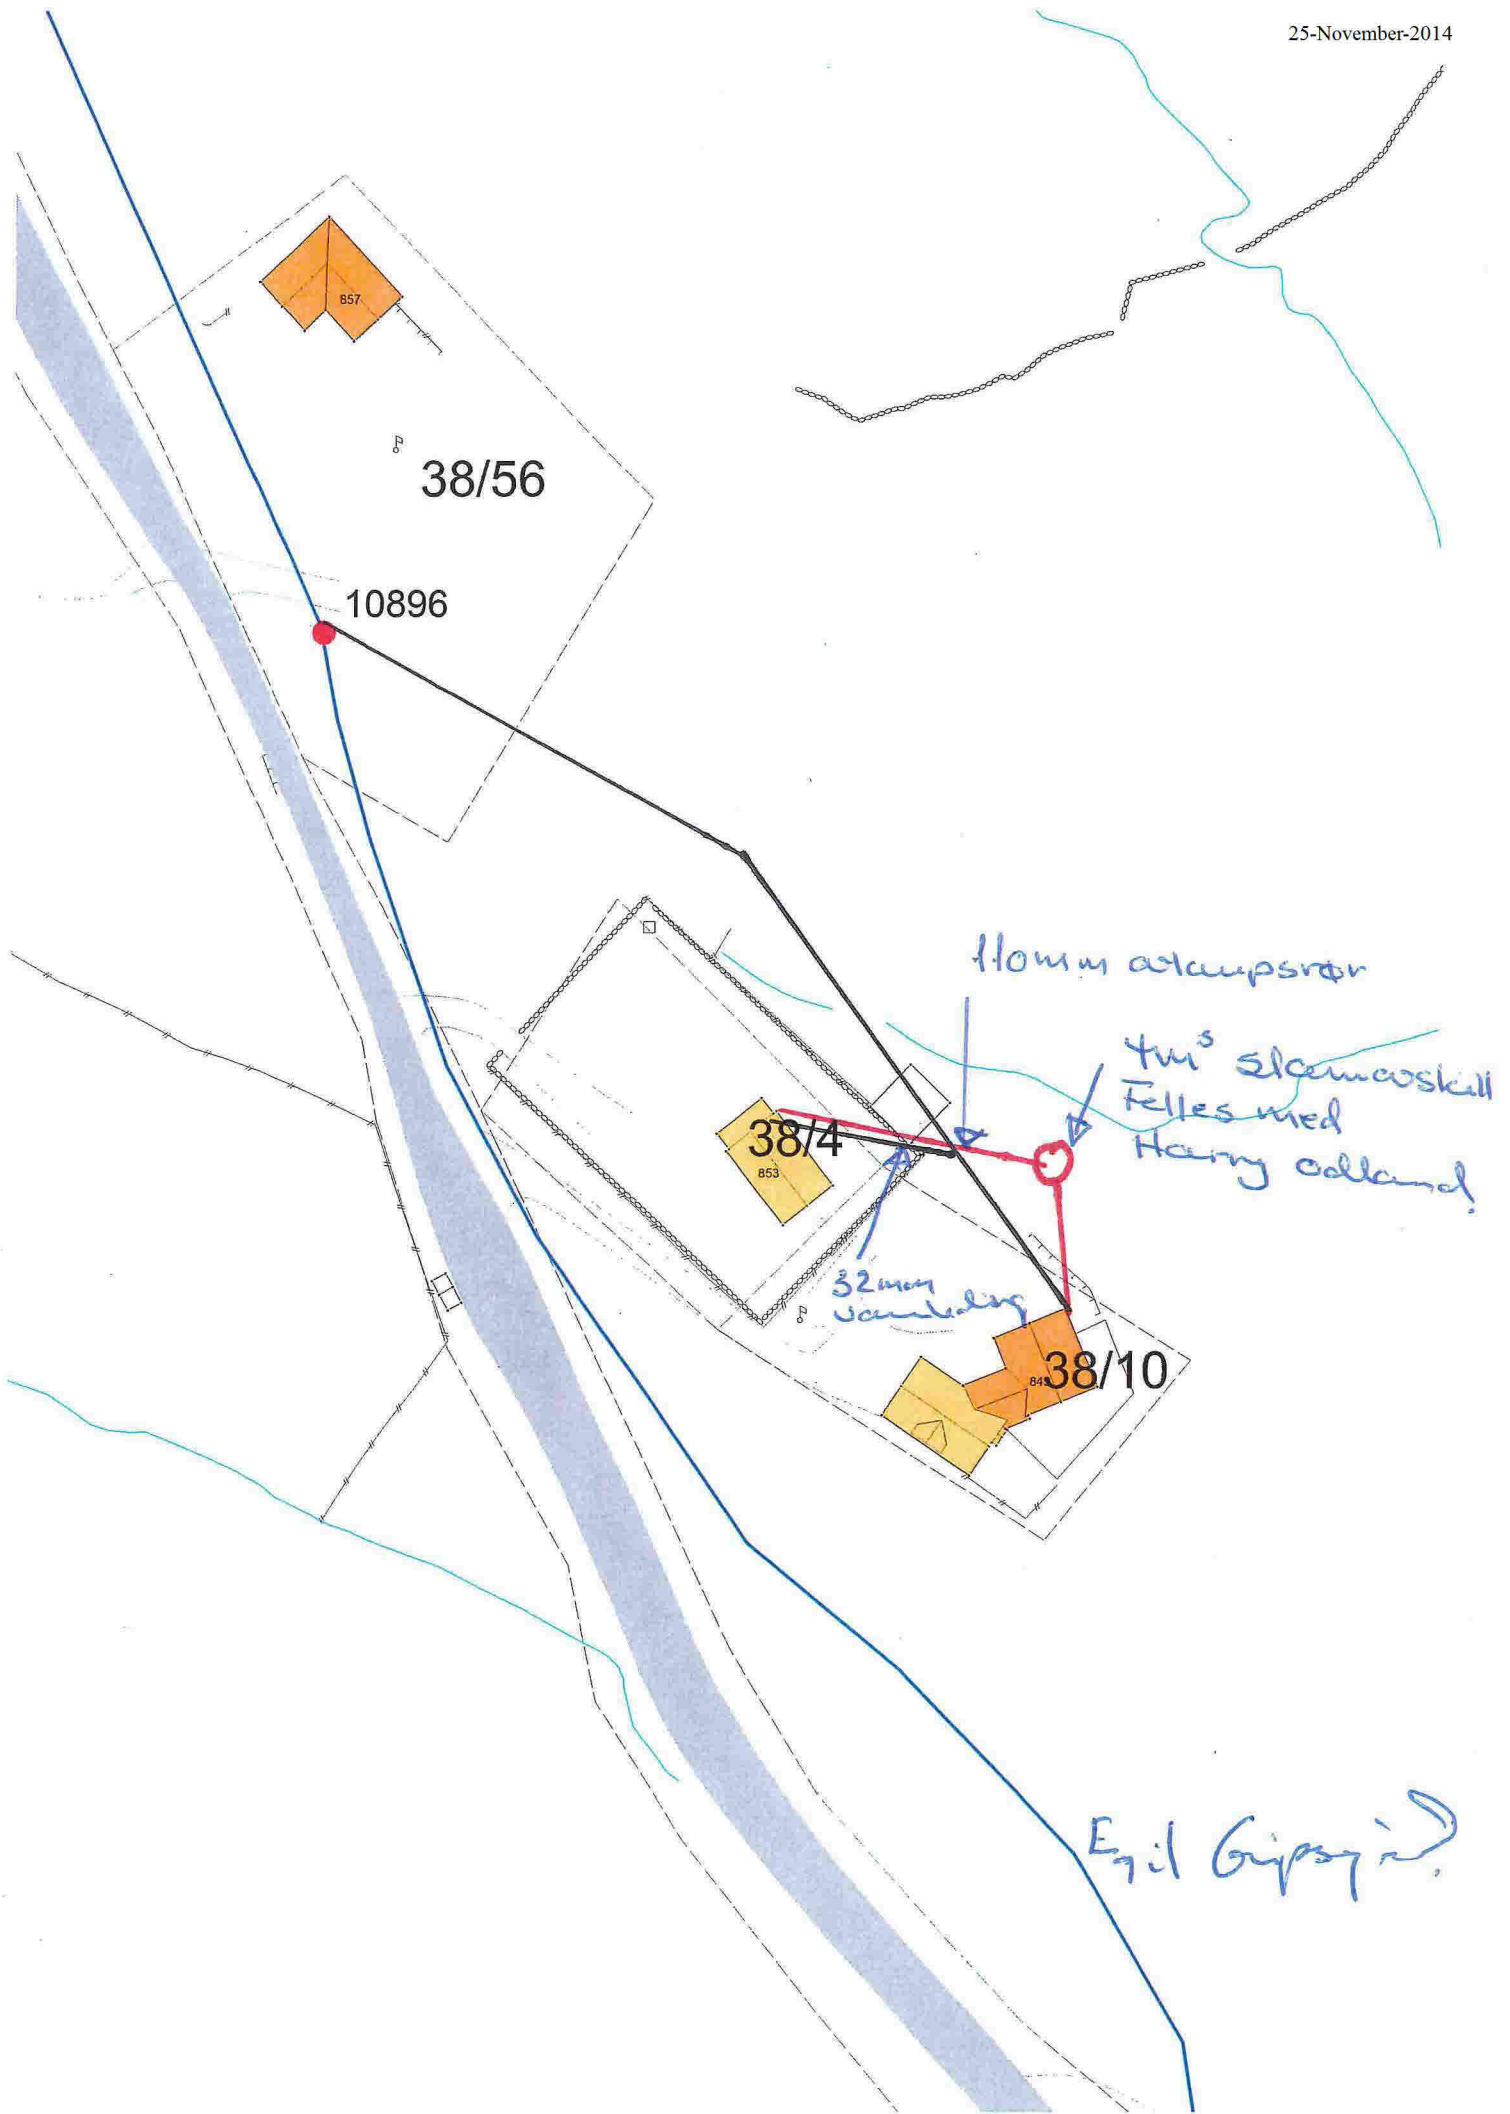 25-November-2014
857
38/56
10896
110mm avløpsrør
4m³ slamavskill
Felles med
Harry Odland
38/4
853
32mm
vannleding
38/10
Egil